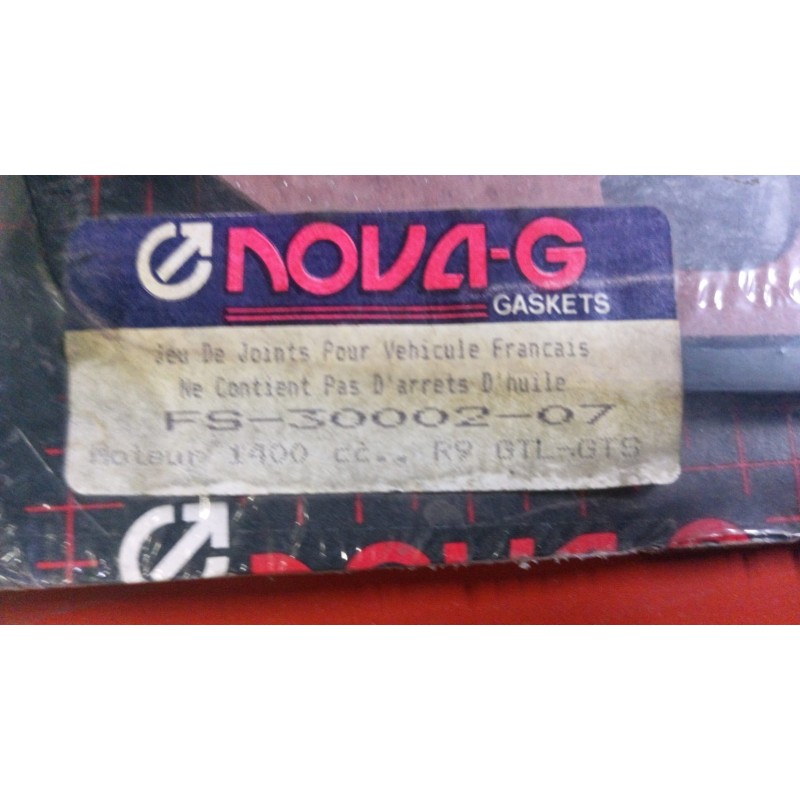 NOVA-G
GASKETS
Jeu De Joints Pour Vehicule Francais
Ne Contient Pas D'arrets D'huile
FS-30002-07
Moteur 1400 cc.. R9 GTL-GTS
NOVA-G